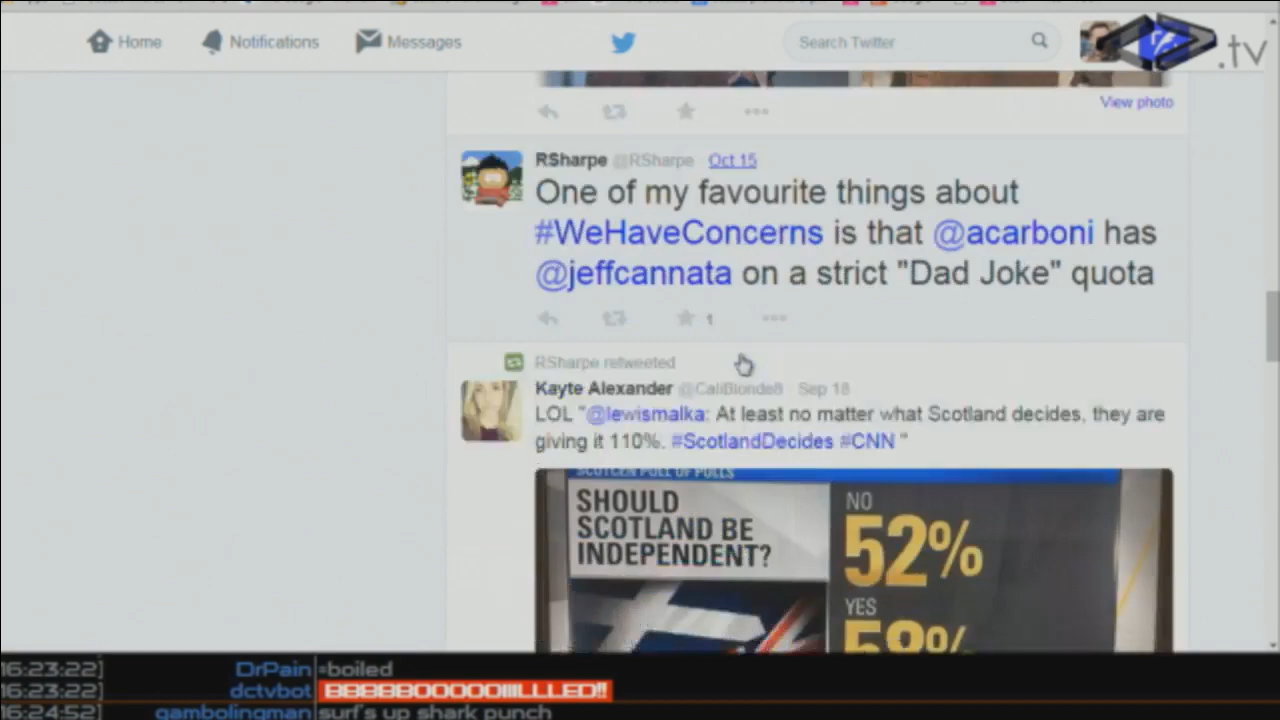 Home
Notifications
Messages
Search Twitter
.tv
View photo
RSharpe @RSharpe Oct 15
One of my favourite things about
#WeHaveConcerns is that @acarboni has
@jeffcannata on a strict "Dad Joke" quota
1
RSharpe retweeted
Kayte Alexander @CaliBlonde8 Sep 18
LOL "@lewismalka: At least no matter what Scotland decides, they are
giving it 110%. #ScotlandDecides #CNN "
SCOTCEN POLL OF POLLS
SHOULD
SCOTLAND BE
INDEPENDENT?
NO
52%
YES
58%
16:23:22] DrPain =boiled
16:23:22] dctvbot BBBBBOOOOOIIILLLED!!
16:24:52] gambolingman surf's up shark punch